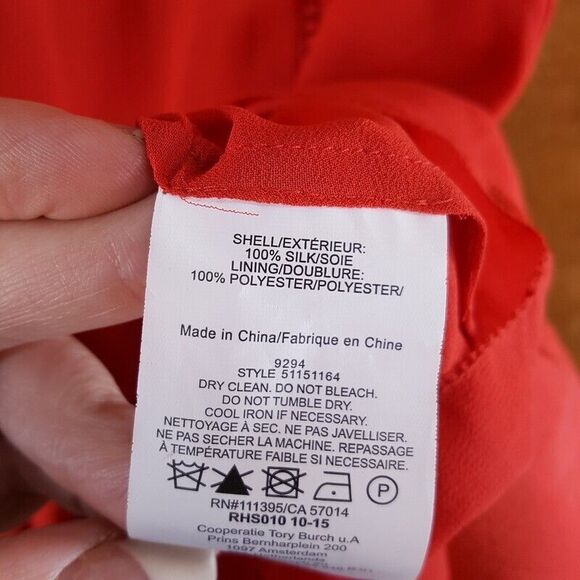 SHELL/EXTÉRIEUR:
100% SILK/SOIE
LINING/DOUBLURE:
100% POLYESTER/POLYESTER/
Made in China/Fabrique en Chine
9294
STYLE 51151164
DRY CLEAN. DO NOT BLEACH.
DO NOT TUMBLE DRY.
COOL IRON IF NECESSARY.
NETTOYAGE À SEC. NE PAS JAVELLISER.
NE PAS SECHER LA MACHINE. REPASSAGE
À TEMPÉRATURE FAIBLE SI NECESSAIRE.
P
RN#111395/CA 57014
RHS010 10-15
Cooperatie Tory Burch u.A
Prins Bernharplein 200
1097 Amsterdam